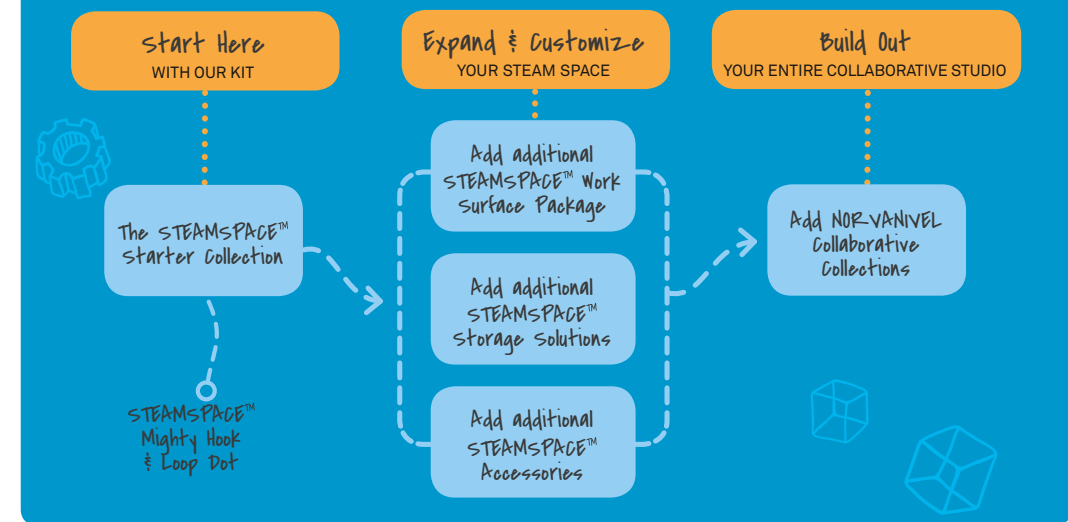 Start Here
WITH OUR KIT
The STEAMSPACE™
Starter Collection
STEAMSPACE™
Mighty Hook
& Loop Dot
Expand & Customize
YOUR STEAM SPACE
Add additional
STEAMSPACE™ Work
Surface Package
Add additional
STEAMSPACE™
Storage Solutions
Add additional
STEAMSPACE™
Accessories
Build Out
YOUR ENTIRE COLLABORATIVE STUDIO
Add NORVANIVEL
Collaborative
Collections